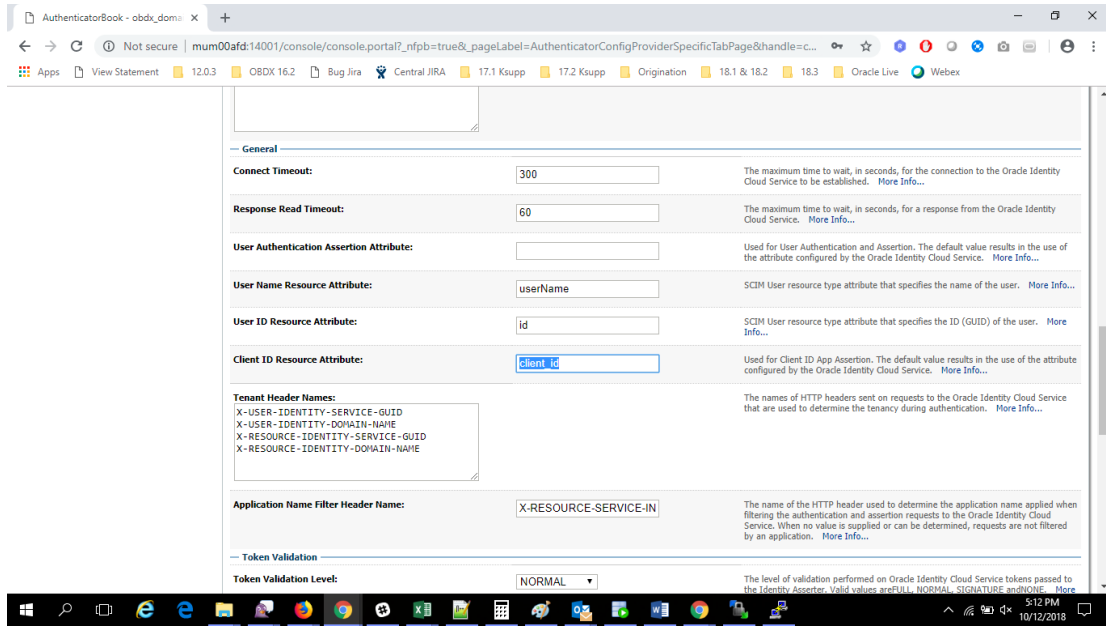 AuthenticatorBook - obdx_doma
Not secure | mum00afd:14001/console/console.portal?_nfpb=true&_pageLabel=AuthenticatorConfigProviderSpecificTabPage&handle=c...
Apps View Statement 12.0.3 OBDX 16.2 Bug Jira Central JIRA 17.1 Ksupp 17.2 Ksupp Origination 18.1 & 18.2 18.3 Oracle Live Webex
General
Connect Timeout:
300
The maximum time to wait, in seconds, for the connection to the Oracle Identity
Cloud Service to be established. More Info...
Response Read Timeout:
60
The maximum time to wait, in seconds, for a response from the Oracle Identity
Cloud Service. More Info...
User Authentication Assertion Attribute:
Used for User Authentication and Assertion. The default value results in the use of
the attribute configured by the Oracle Identity Cloud Service. More Info...
User Name Resource Attribute:
userName
SCIM User resource type attribute that specifies the name of the user. More Info...
User ID Resource Attribute:
id
SCIM User resource type attribute that specifies the ID (GUID) of the user. More
Info...
Client ID Resource Attribute:
client_id
Used for Client ID App Assertion. The default value results in the use of the attribute
configured by the Oracle Identity Cloud Service. More Info...
Tenant Header Names:
X-USER-IDENTITY-SERVICE-GUID
X-USER-IDENTITY-DOMAIN-NAME
X-RESOURCE-IDENTITY-SERVICE-GUID
X-RESOURCE-IDENTITY-DOMAIN-NAME
The names of HTTP headers sent on requests to the Oracle Identity Cloud Service
that are used to determine the tenancy during authentication. More Info...
Application Name Filter Header Name:
X-RESOURCE-SERVICE-IN
The name of the HTTP header used to determine the application name applied when
filtering the authentication and assertion requests to the Oracle Identity Cloud
Service. When no value is supplied or can be determined, requests are not filtered
by an application. More Info...
Token Validation
Token Validation Level:
NORMAL
The level of validation performed on Oracle Identity Cloud Service tokens passed to
the Identity Asserter. Valid values areFULL, NORMAL, SIGNATURE andNONE. More
5:12 PM
10/12/2018